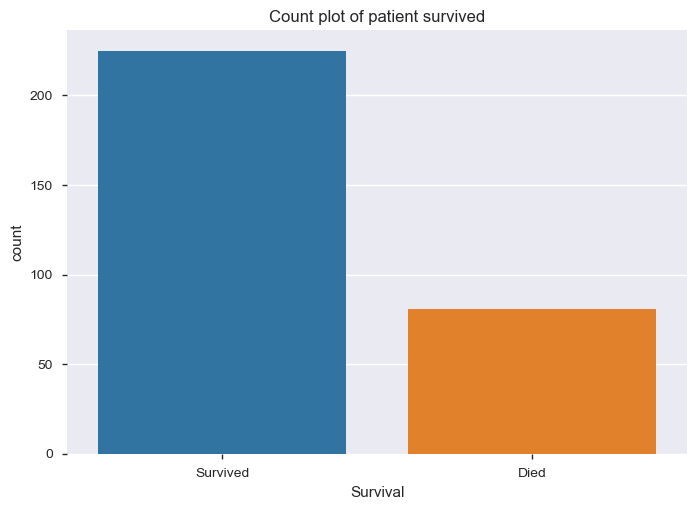 Count plot of patient survived
200
150
100
50
0
count
Survived
Died
Survival